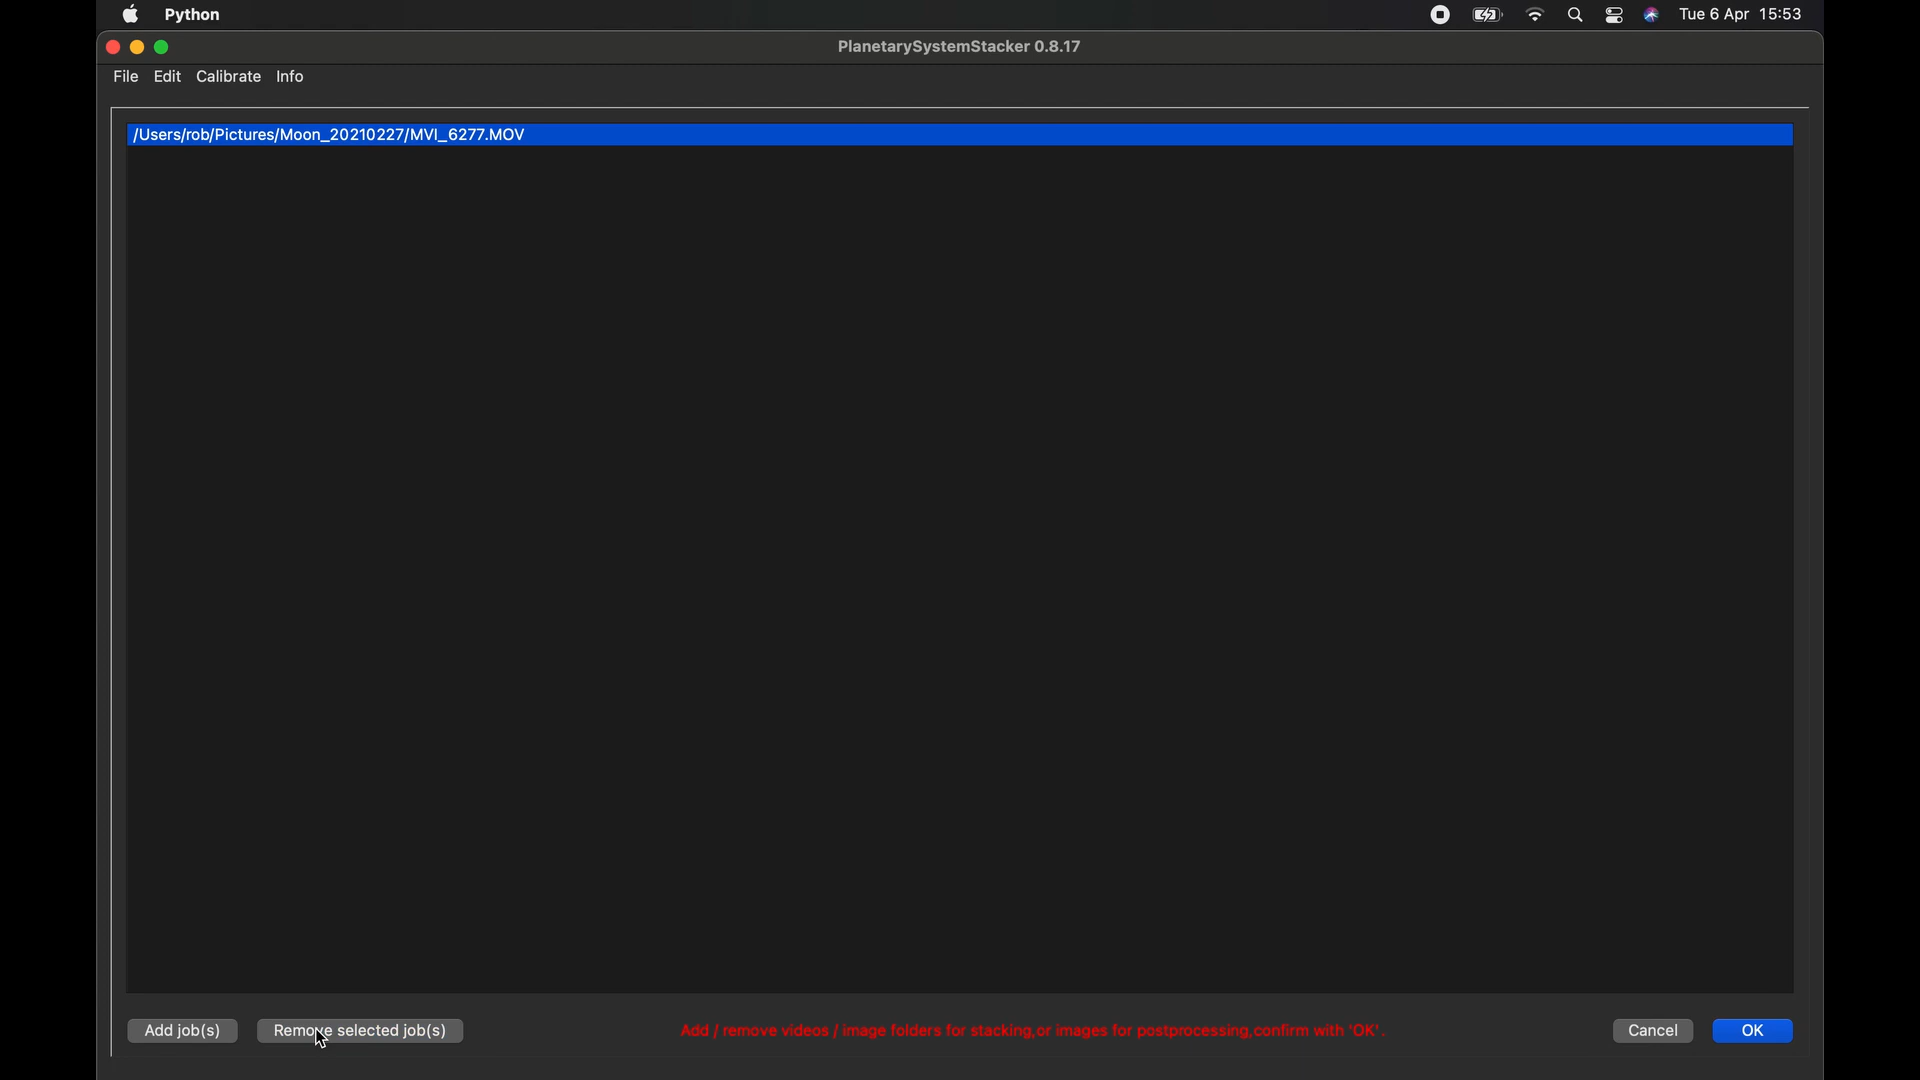 Python
Tue 6 Apr 15:53
PlanetarySystemStacker 0.8.17
File Edit Calibrate Info
/Users/rob/Pictures/Moon_20210227/MVI_6277.MOV
Add job(s) Remove selected job(s) Add / remove videos / image folders for stacking,or images for postprocessing,confirm with 'OK'. Cancel OK